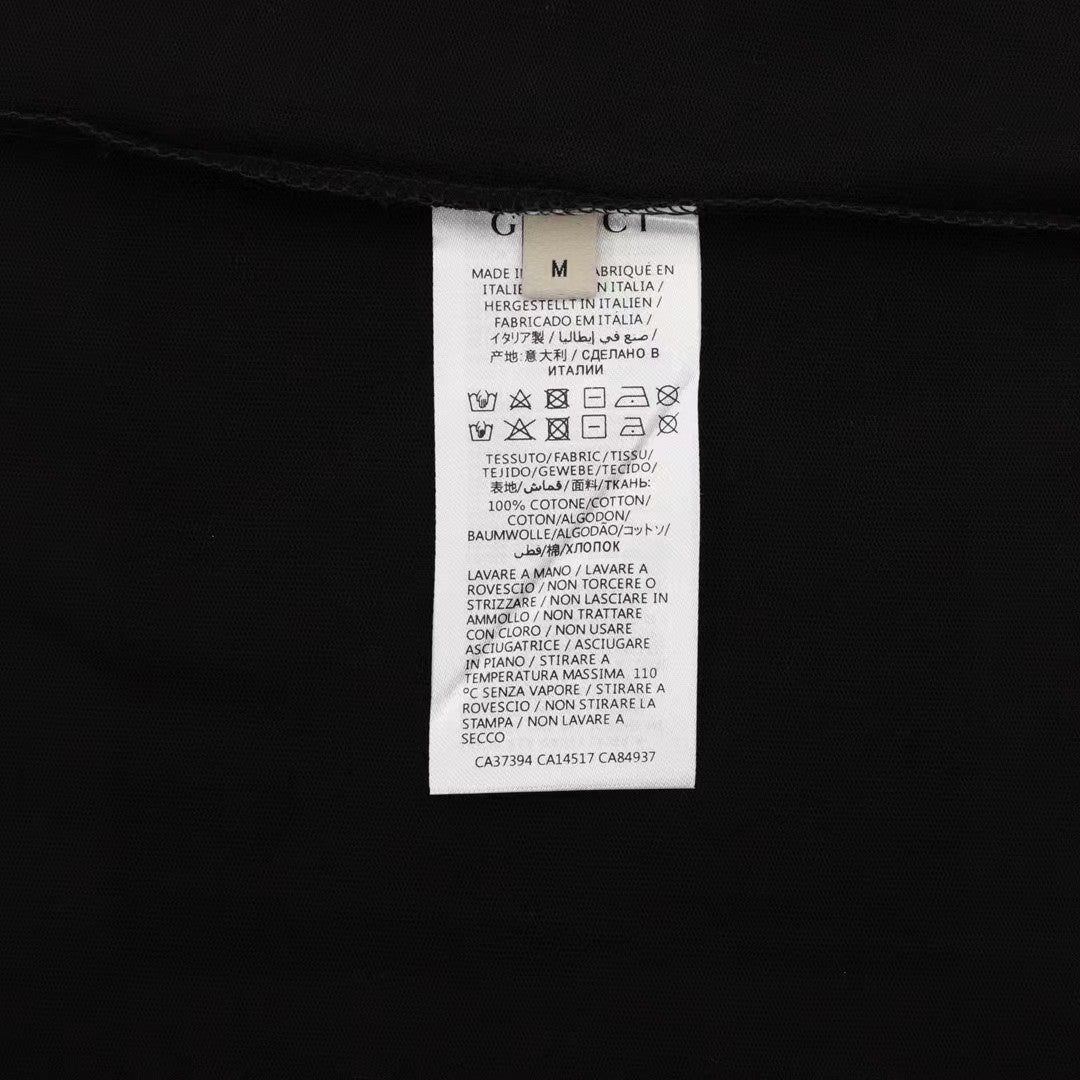 G CI
M
MADE I ABRIQUÉ EN
ITALIE N ITALIA /
HERGESTELLT IN ITALIEN /
FABRICADO EM ITÁLIA /
イタリア製 / صنع في إيطاليا /
产地:意大利 / СДЕЛАНО В
ИТАЛИИ
TESSUTO/FABRIC/TISSU/
TEJIDO/GEWEBE/TECIDO/
表地/قماش/面料/ТКАНЬ:
100% COTONE/COTTON/
COTON/ALGODON/
BAUMWOLLE/ALGODÃO/コットン/
قطن/棉/ХЛОПОК
LAVARE A MANO / LAVARE A
ROVESCIO / NON TORCERE O
STRIZZARE / NON LASCIARE IN
AMMOLLO / NON TRATTARE
CON CLORO / NON USARE
ASCIUGATRICE / ASCIUGARE
IN PIANO / STIRARE A
TEMPERATURA MASSIMA 110
°C SENZA VAPORE / STIRARE A
ROVESCIO / NON STIRARE LA
STAMPA / NON LAVARE A
SECCO
CA37394 CA14517 CA84937